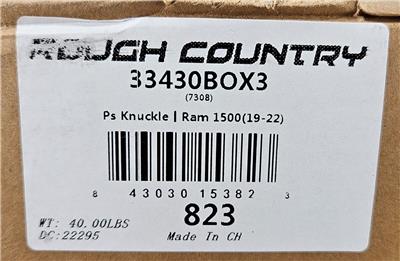 ROUGH COUNTRY
33430BOX3
(7308)
Ps Knuckle | Ram 1500(19-22)
8 43030 15382 3
823
WT: 40.00LBS
DC:22295
Made In CH